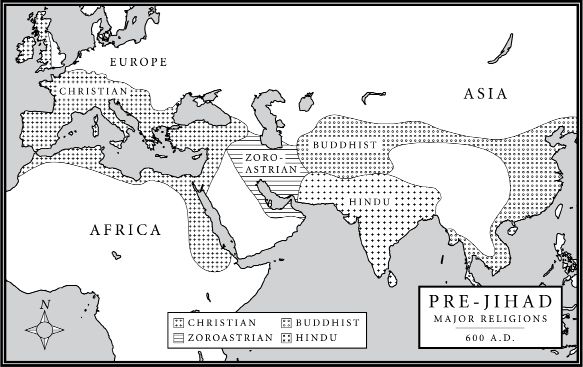 EUROPE
ASIA
CHRISTIAN
BUDDHIST
ZORO-
ASTRIAN
HINDU
AFRICA
N
CHRISTIAN BUDDHIST
ZOROASTRIAN HINDU
PRE-JIHAD
MAJOR RELIGIONS
600 A.D.